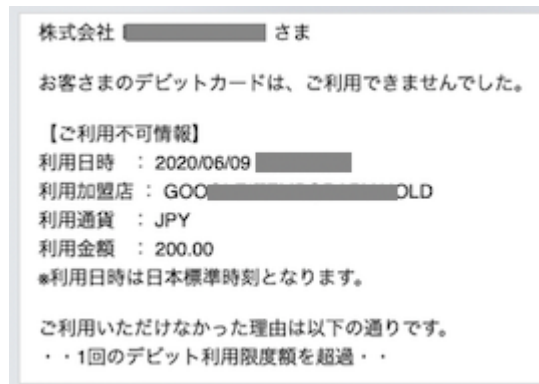 株式会社 さま
お客さまのデビットカードは、ご利用できませんでした。
【ご利用不可情報】
利用日時 : 2020/06/09
利用加盟店 : GOO OLD
利用通貨 : JPY
利用金額 : 200.00
※利用日時は日本標準時刻となります。
ご利用いただけなかった理由は以下の通りです。
・・1回のデビット利用限度額を超過・・